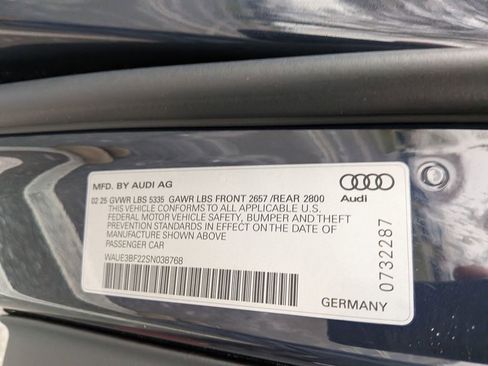 MFD. BY AUDI AG
02 25 GVWR LBS 5335 GAWR LBS FRONT 2657 /REAR 2800
THIS VEHICLE CONFORMS TO ALL APPLICABLE U.S.
FEDERAL MOTOR VEHICLE SAFETY, BUMPER AND THEFT
PREVENTION STANDARDS IN EFFECT ON THE DATE OF
MANUFACTURE SHOWN ABOVE
PASSENGER CAR
WAUE3BF22SN038768
Audi
0732287
GERMANY